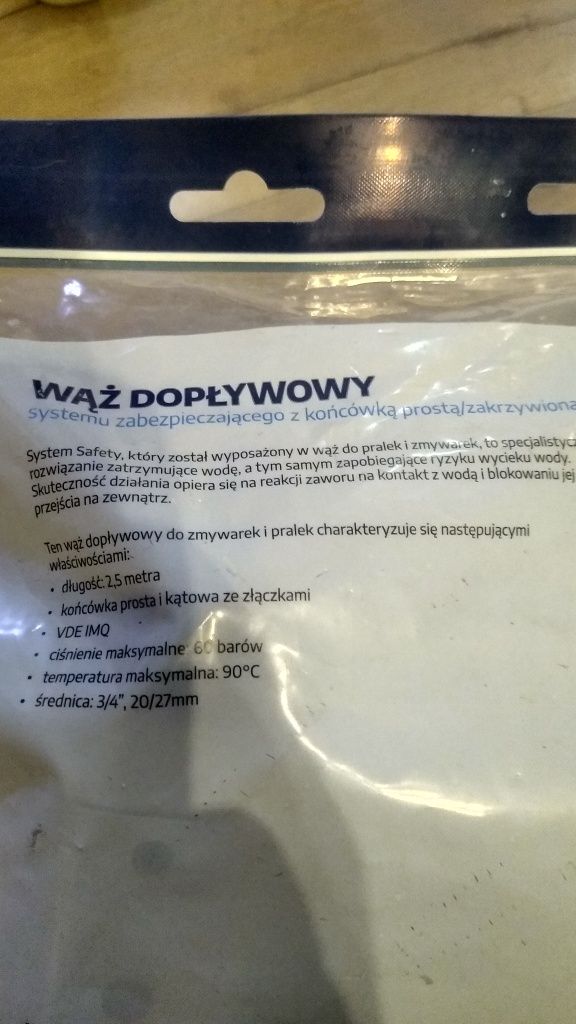 WĄŻ DOPŁYWOWY
systemu zabezpieczającego z końcówką prostą/zakrzywioną
System Safety, który został wyposażony w wąż do pralek i zmywarek, to specjalistycz
rozwiązanie zatrzymujące wodę, a tym samym zapobiegające ryzyku wycieku wody.
Skuteczność działania opiera się na reakcji zaworu na kontakt z wodą i blokowaniu jej
przejścia na zewnątrz.
Ten wąż dopływowy do zmywarek i pralek charakteryzuje się następującymi
właściwościami:
• długość: 2,5 metra
• końcówka prosta i kątowa ze złączkami
• VDE IMQ
• ciśnienie maksymalne: 60 barów
• temperatura maksymalna: 90°C
• średnica: 3/4", 20/27mm